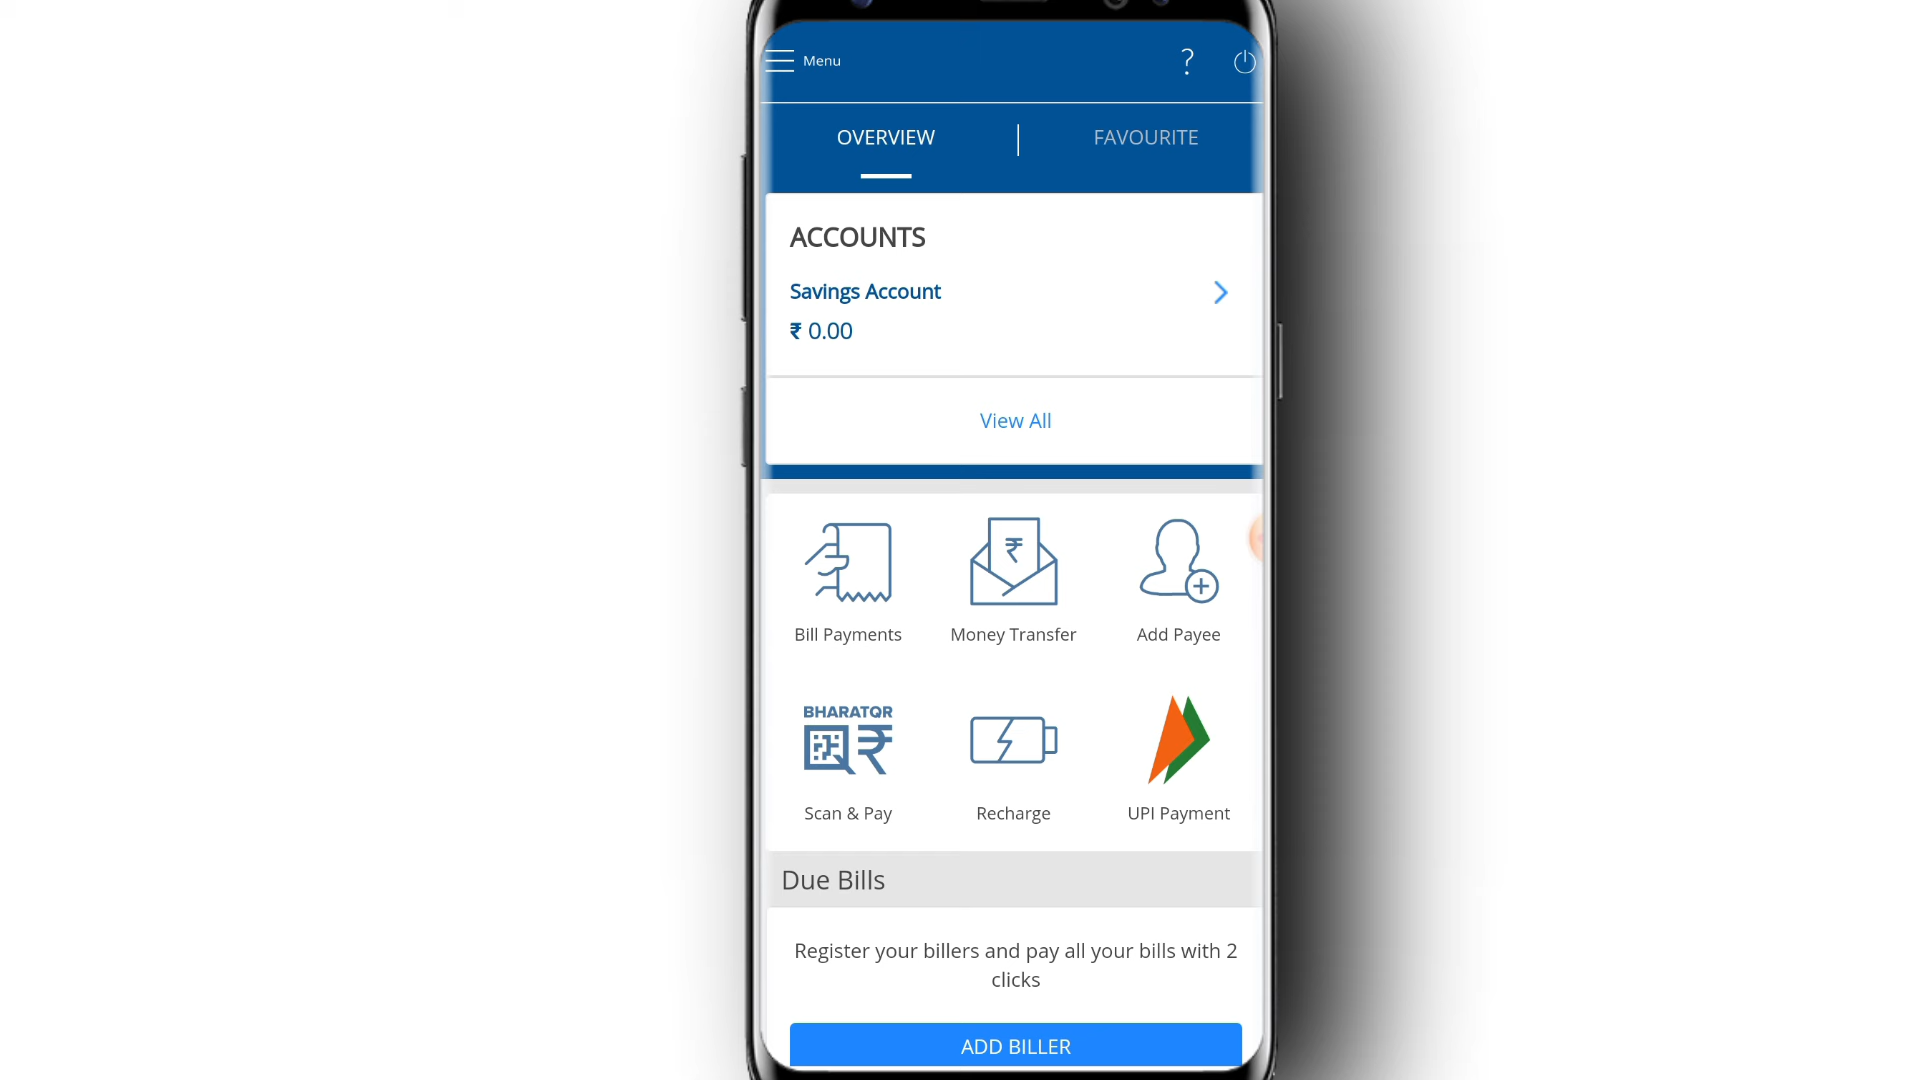 Menu
?
OVERVIEW
FAVOURITE
ACCOUNTS
Savings Account
₹ 0.00
View All
₹
Bill Payments
Money Transfer
Add Payee
BHARATQR
₹
Scan & Pay
Recharge
UPI Payment
Due Bills
Register your billers and pay all your bills with 2
clicks
ADD BILLER